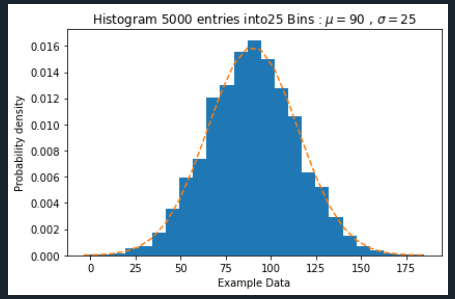 Histogram 5000 entries into25 Bins : μ = 90 , σ = 25
0.016
0.014
0.012
0.010
0.008
0.006
0.004
0.002
0.000
Probability density
0 25 50 75 100 125 150 175
Example Data